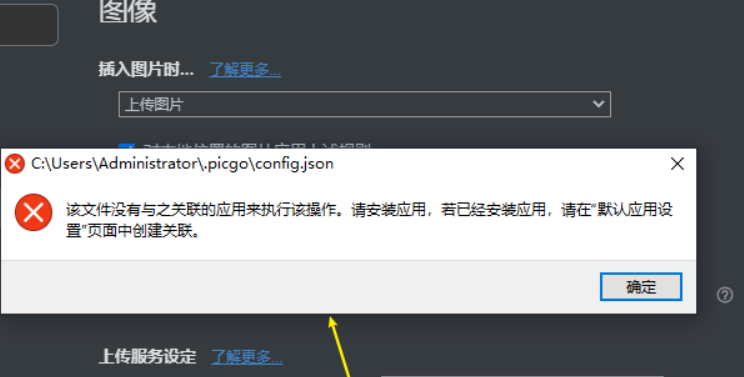 图像
插入图片时... 了解更多...
上传图片
C:\Users\Administrator\.picgo\config.json
该文件没有与之关联的应用来执行该操作。请安装应用，若已经安装应用，请在"默认应用设
置"页面中创建关联。
确定
上传服务设定 了解更多...